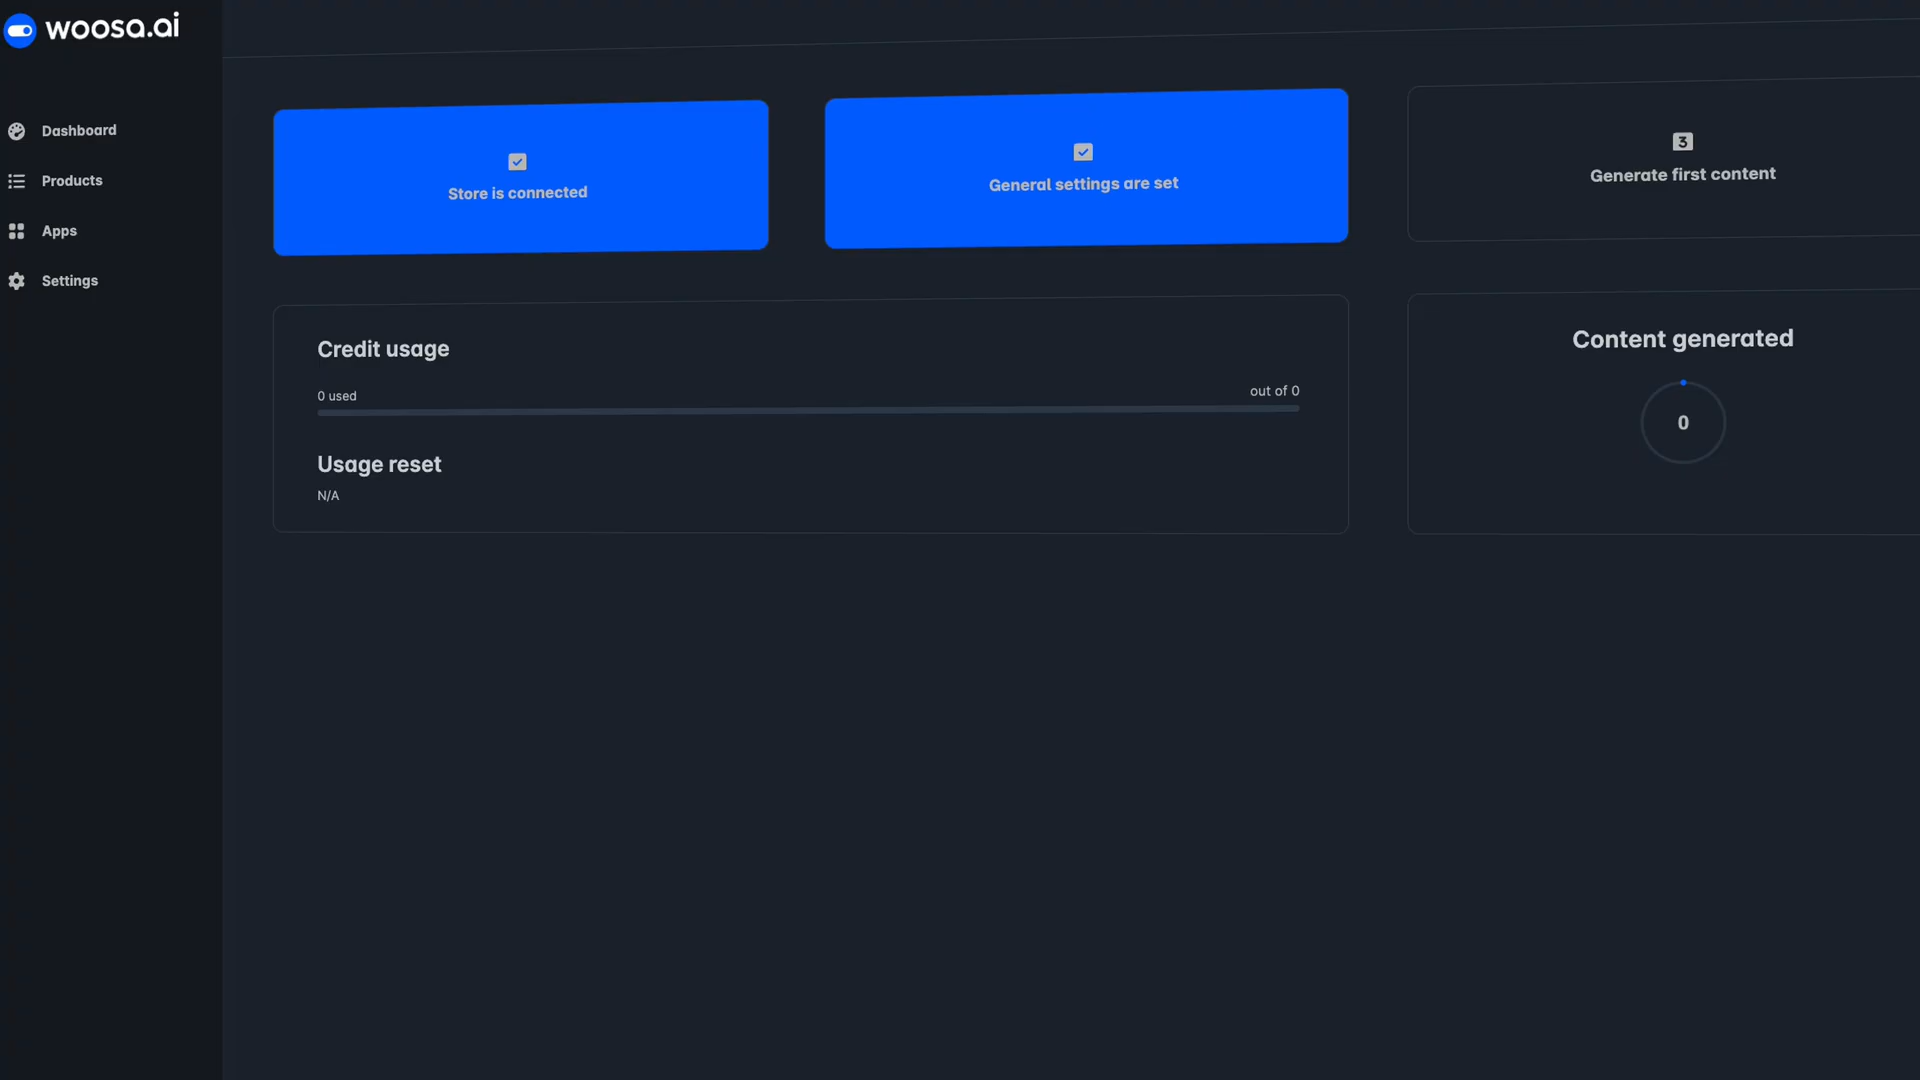 woosa.ai
Dashboard
Products
Apps
Settings
Store is connected
General settings are set
3
Generate first content
Credit usage
0 used
out of 0
Usage reset
N/A
Content generated
0